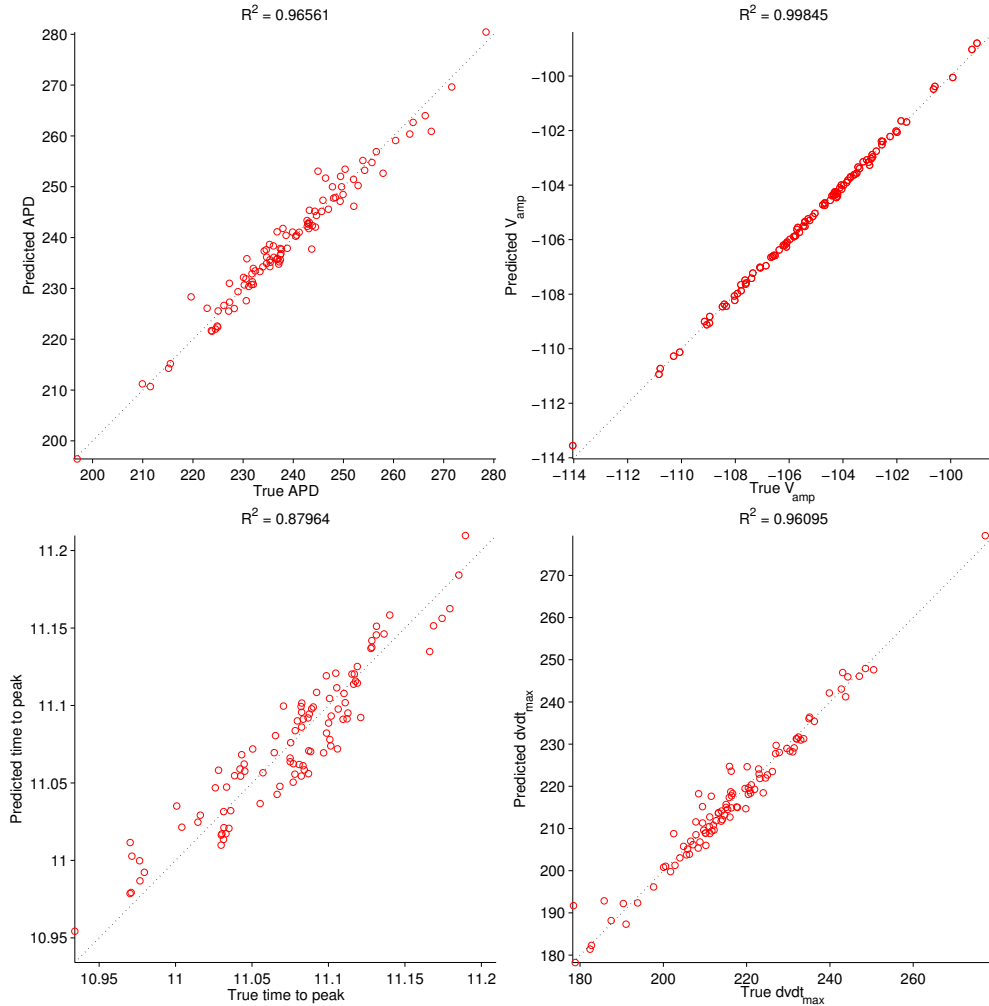 R² = 0.96561
280
270
260
250
240
230
220
210
200
Predicted APD
200 210 220 230 240 250 260 270 280
True APD
R² = 0.99845
−100
−102
−104
−106
−108
−110
−112
−114
Predicted V_amp
−114 −112 −110 −108 −106 −104 −102 −100
True V_amp
R² = 0.87964
11.2
11.15
11.1
11.05
11
10.95
Predicted time to peak
10.95 11 11.05 11.1 11.15 11.2
True time to peak
R² = 0.96095
270
260
250
240
230
220
210
200
190
180
Predicted dvdt_max
180 200 220 240 260
True dvdt_max